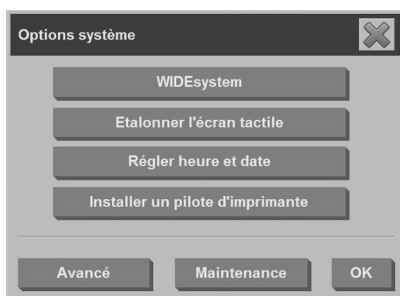 Options système
WIDEsystem
Etalonner l'écran tactile
Régler heure et date
Installer un pilote d'imprimante
Avancé Maintenance OK